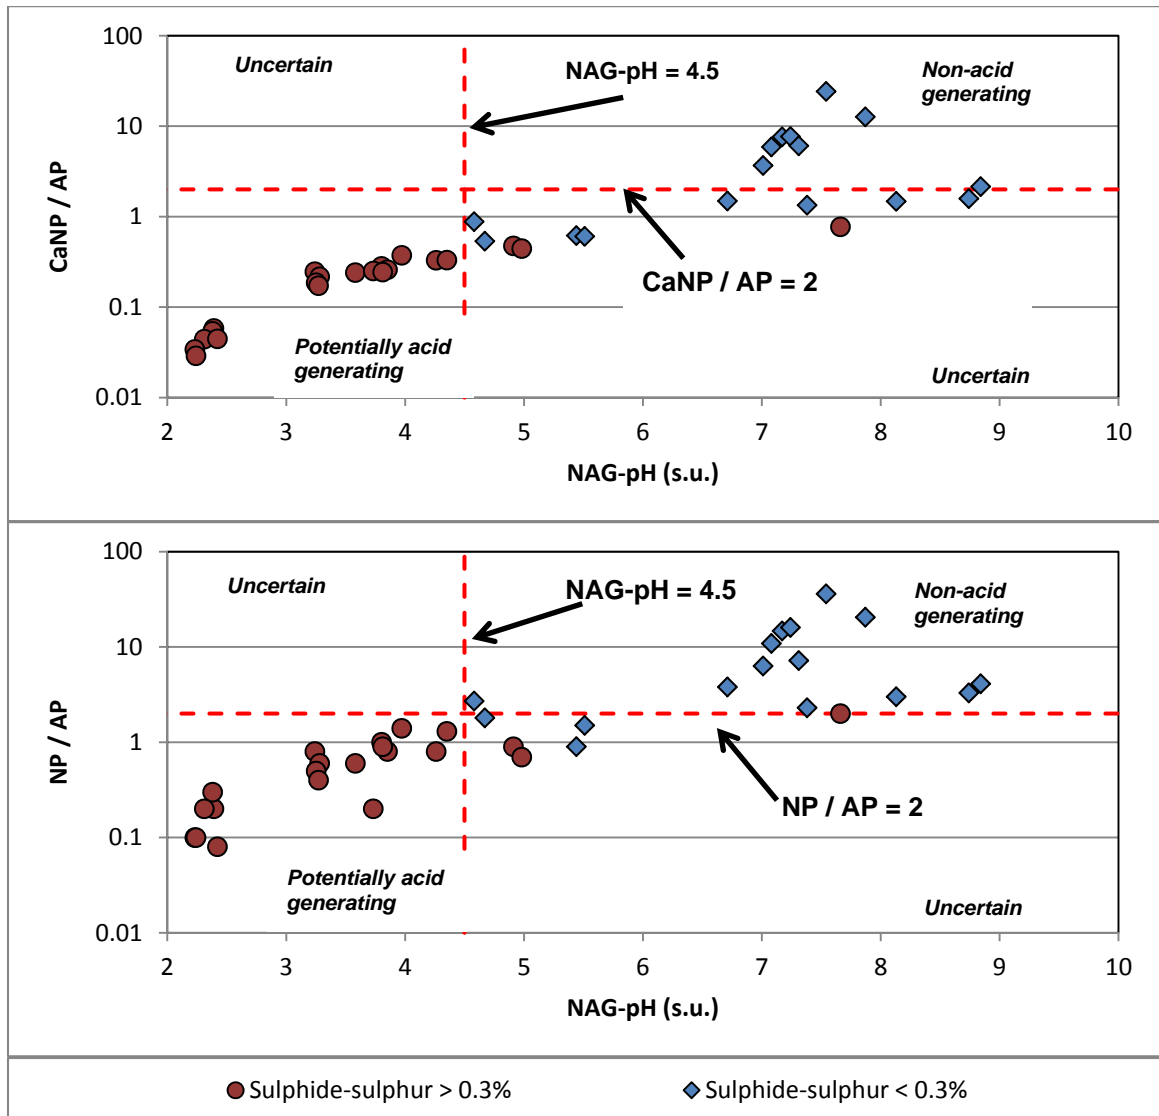 100
Uncertain
NAG-pH = 4.5
Non-acid
generating
10
CaNP / AP
1
CaNP / AP = 2
0.1
Potentially acid
generating
Uncertain
0.01
2 3 4 5 6 7 8 9 10
NAG-pH (s.u.)
100
Uncertain
NAG-pH = 4.5
Non-acid
generating
10
NP / AP
1
NP / AP = 2
0.1
Potentially acid
generating
Uncertain
0.01
2 3 4 5 6 7 8 9 10
NAG-pH (s.u.)
Sulphide-sulphur > 0.3% Sulphide-sulphur < 0.3%